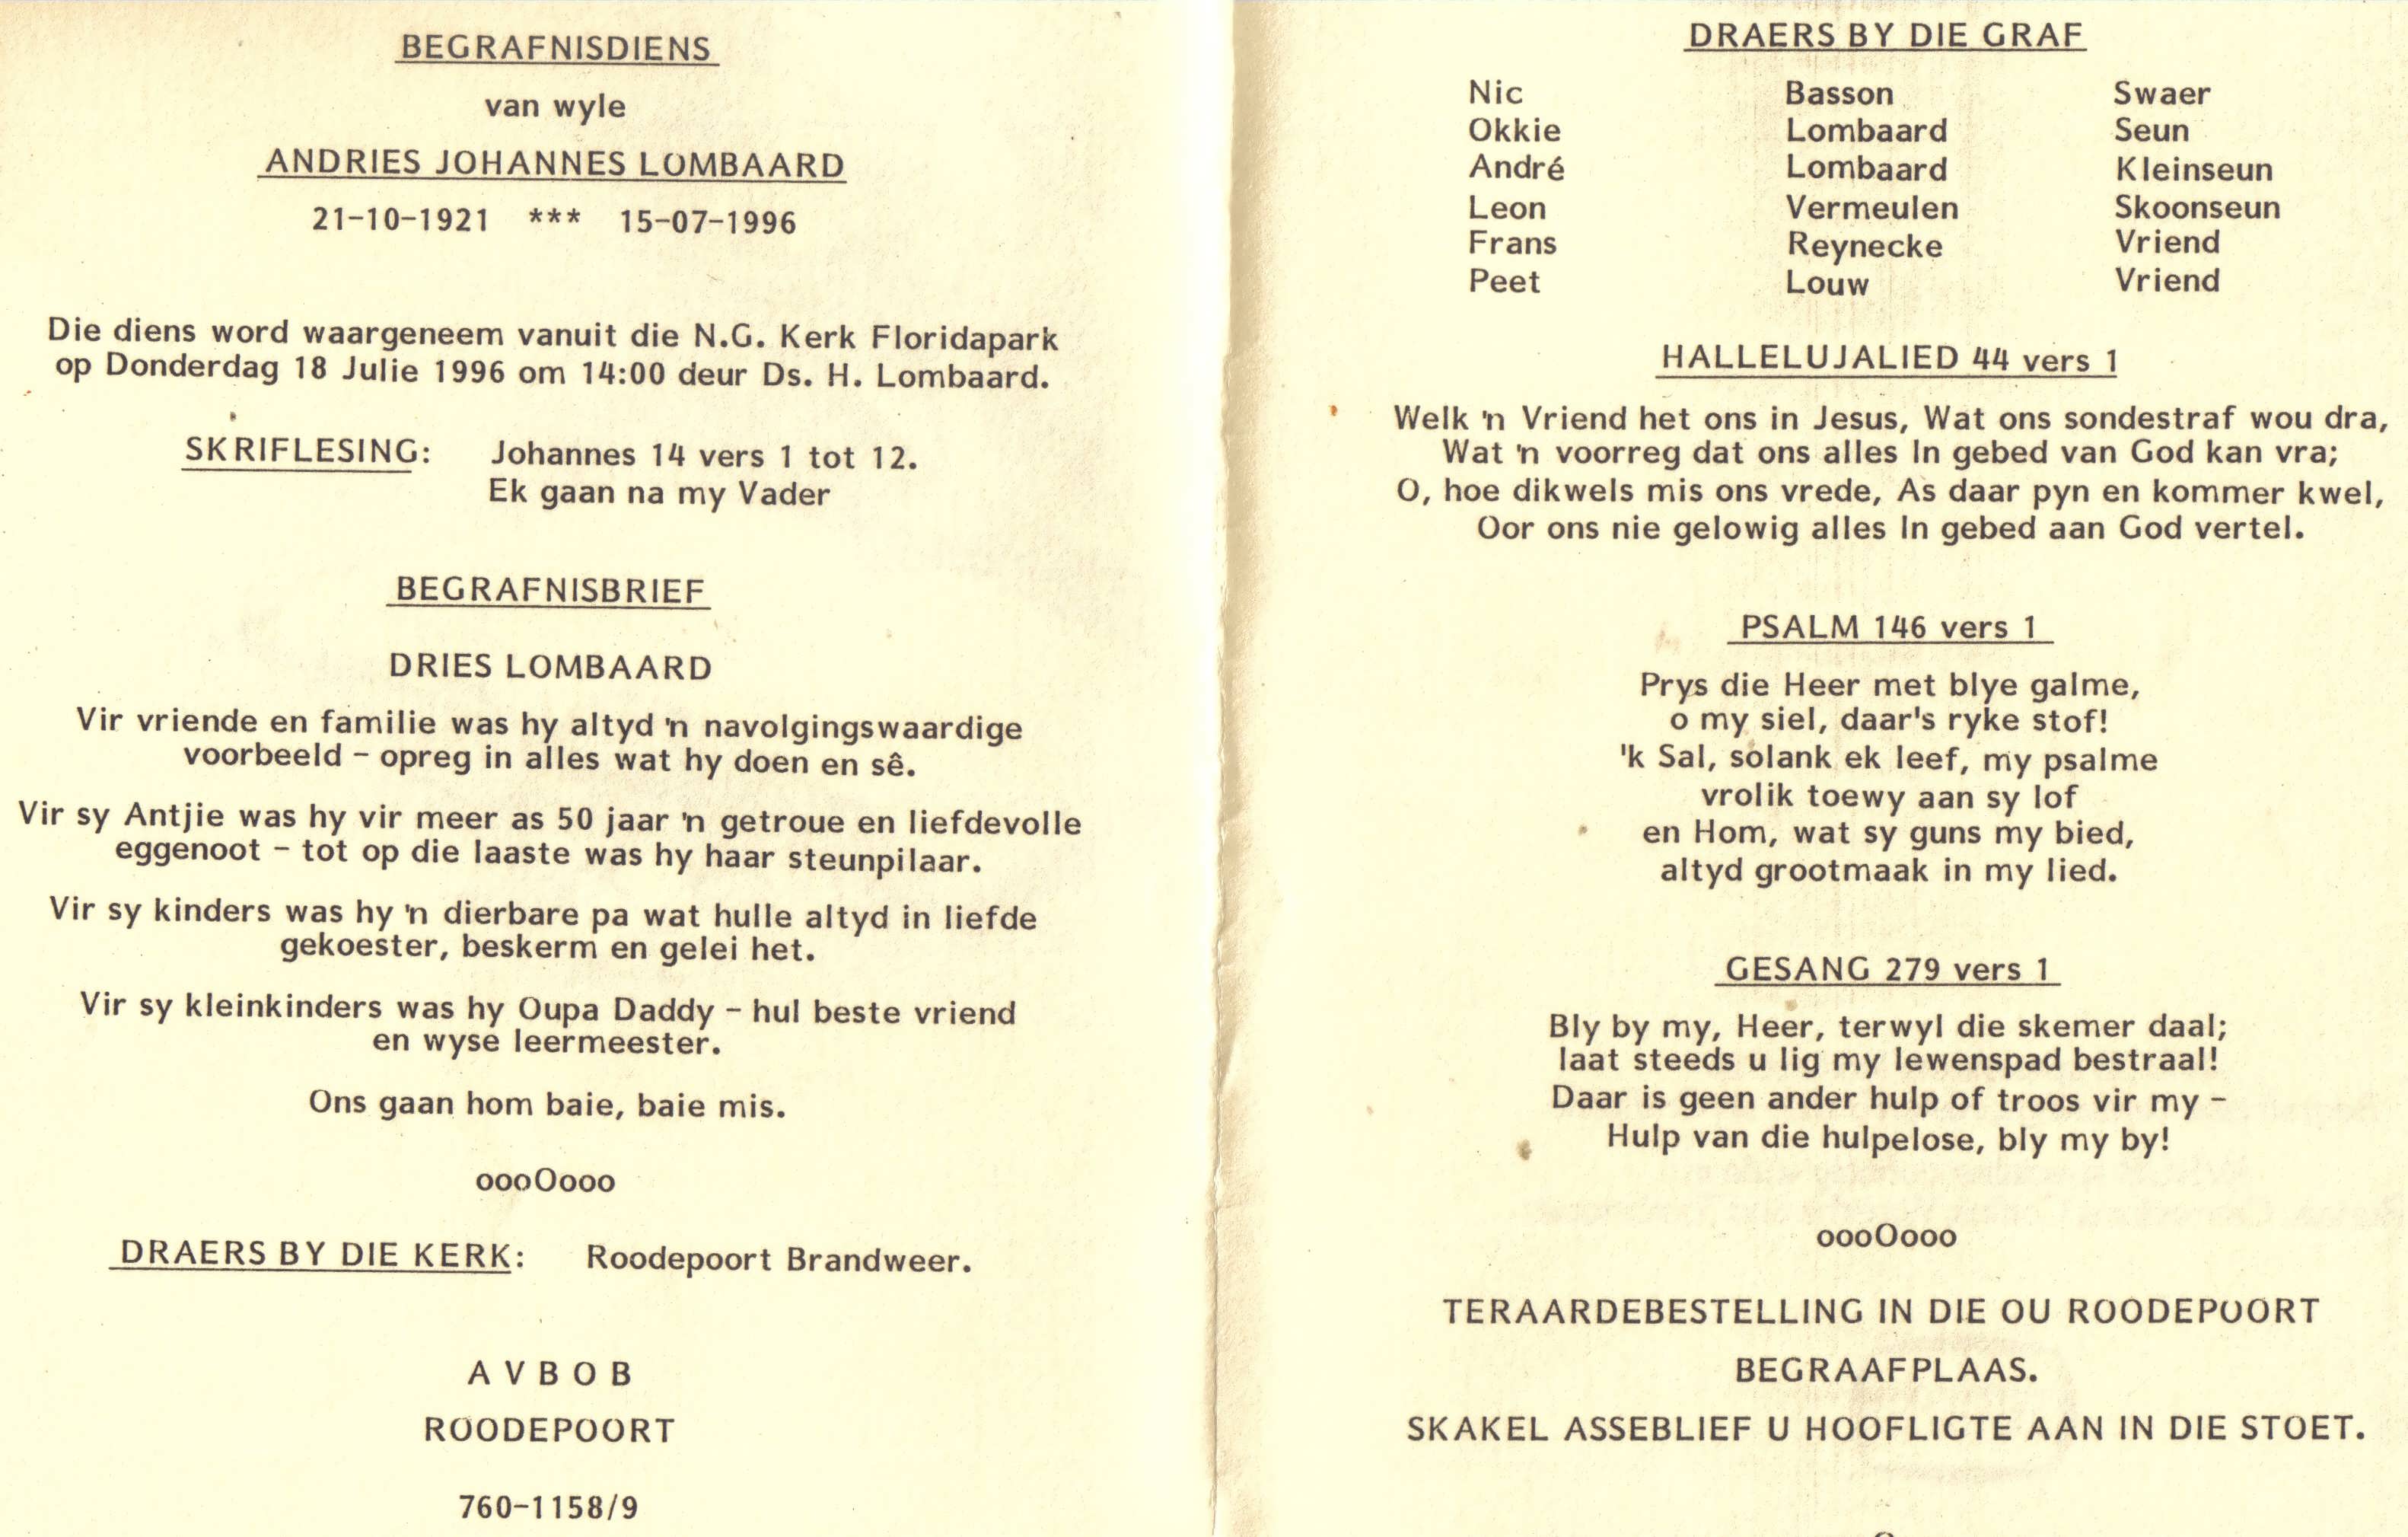 BEGRAFNISDIENS
van wyle
ANDRIES JOHANNES LOMBAARD
21-10-1921 *** 15-07-1996
Die diens word waargeneem vanuit die N.G. Kerk Floridapark
op Donderdag 18 Julie 1996 om 14:00 deur Ds. H. Lombaard.
SKRIFLESING: Johannes 14 vers 1 tot 12.
Ek gaan na my Vader
BEGRAFNISBRIEF
DRIES LOMBAARD
Vir vriende en familie was hy altyd 'n navolgingswaardige
voorbeeld - opreg in alles wat hy doen en sê.
Vir sy Antjie was hy vir meer as 50 jaar 'n getroue en liefdevolle
eggenoot - tot op die laaste was hy haar steunpilaar.
Vir sy kinders was hy 'n dierbare pa wat hulle altyd in liefde
gekoester, beskerm en gelei het.
Vir sy kleinkinders was hy Oupa Daddy - hul beste vriend
en wyse leermeester.
Ons gaan hom baie, baie mis.
oooOooo
DRAERS BY DIE KERK: Roodepoort Brandweer.
A V B O B
ROODEPOORT
760-1158/9
DRAERS BY DIE GRAF
Nic Basson Swaer
Okkie Lombaard Seun
André Lombaard Kleinseun
Leon Vermeulen Skoonseun
Frans Reynecke Vriend
Peet Louw Vriend
HALLELUJALIED 44 vers 1
Welk 'n Vriend het ons in Jesus, Wat ons sondestraf wou dra,
Wat 'n voorreg dat ons alles In gebed van God kan vra;
O, hoe dikwels mis ons vrede, As daar pyn en kommer kwel,
Oor ons nie gelowig alles In gebed aan God vertel.
PSALM 146 vers 1
Prys die Heer met blye galme,
o my siel, daar's ryke stof!
'k Sal, solank ek leef, my psalme
vrolik toewy aan sy lof
en Hom, wat sy guns my bied,
altyd grootmaak in my lied.
GESANG 279 vers 1
Bly by my, Heer, terwyl die skemer daal;
laat steeds u lig my lewenspad bestraal!
Daar is geen ander hulp of troos vir my -
Hulp van die hulpelose, bly my by!
oooOooo
TERAARDEBESTELLING IN DIE OU ROODEPOORT
BEGRAAFPLAAS.
SKAKEL ASSEBLIEF U HOOFLIGTE AAN IN DIE STOET.